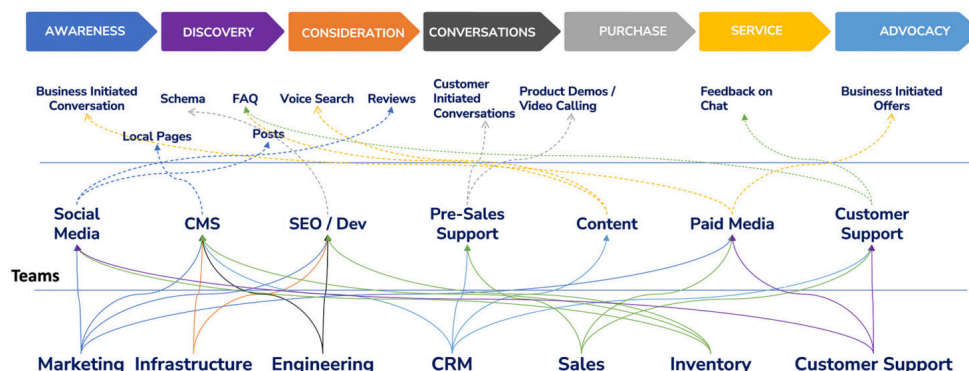 AWARENESS
DISCOVERY
CONSIDERATION
CONVERSATIONS
PURCHASE
SERVICE
ADVOCACY
Business Initiated
Conversation
Schema
FAQ
Voice Search
Reviews
Customer
Initiated
Conversations
Product Demos /
Video Calling
Feedback on
Chat
Business Initiated
Offers
Local Pages
Posts
Social
Media
CMS
SEO / Dev
Pre-Sales
Support
Content
Paid Media
Customer
Support
Teams
Marketing
Infrastructure
Engineering
CRM
Sales
Inventory
Customer Support